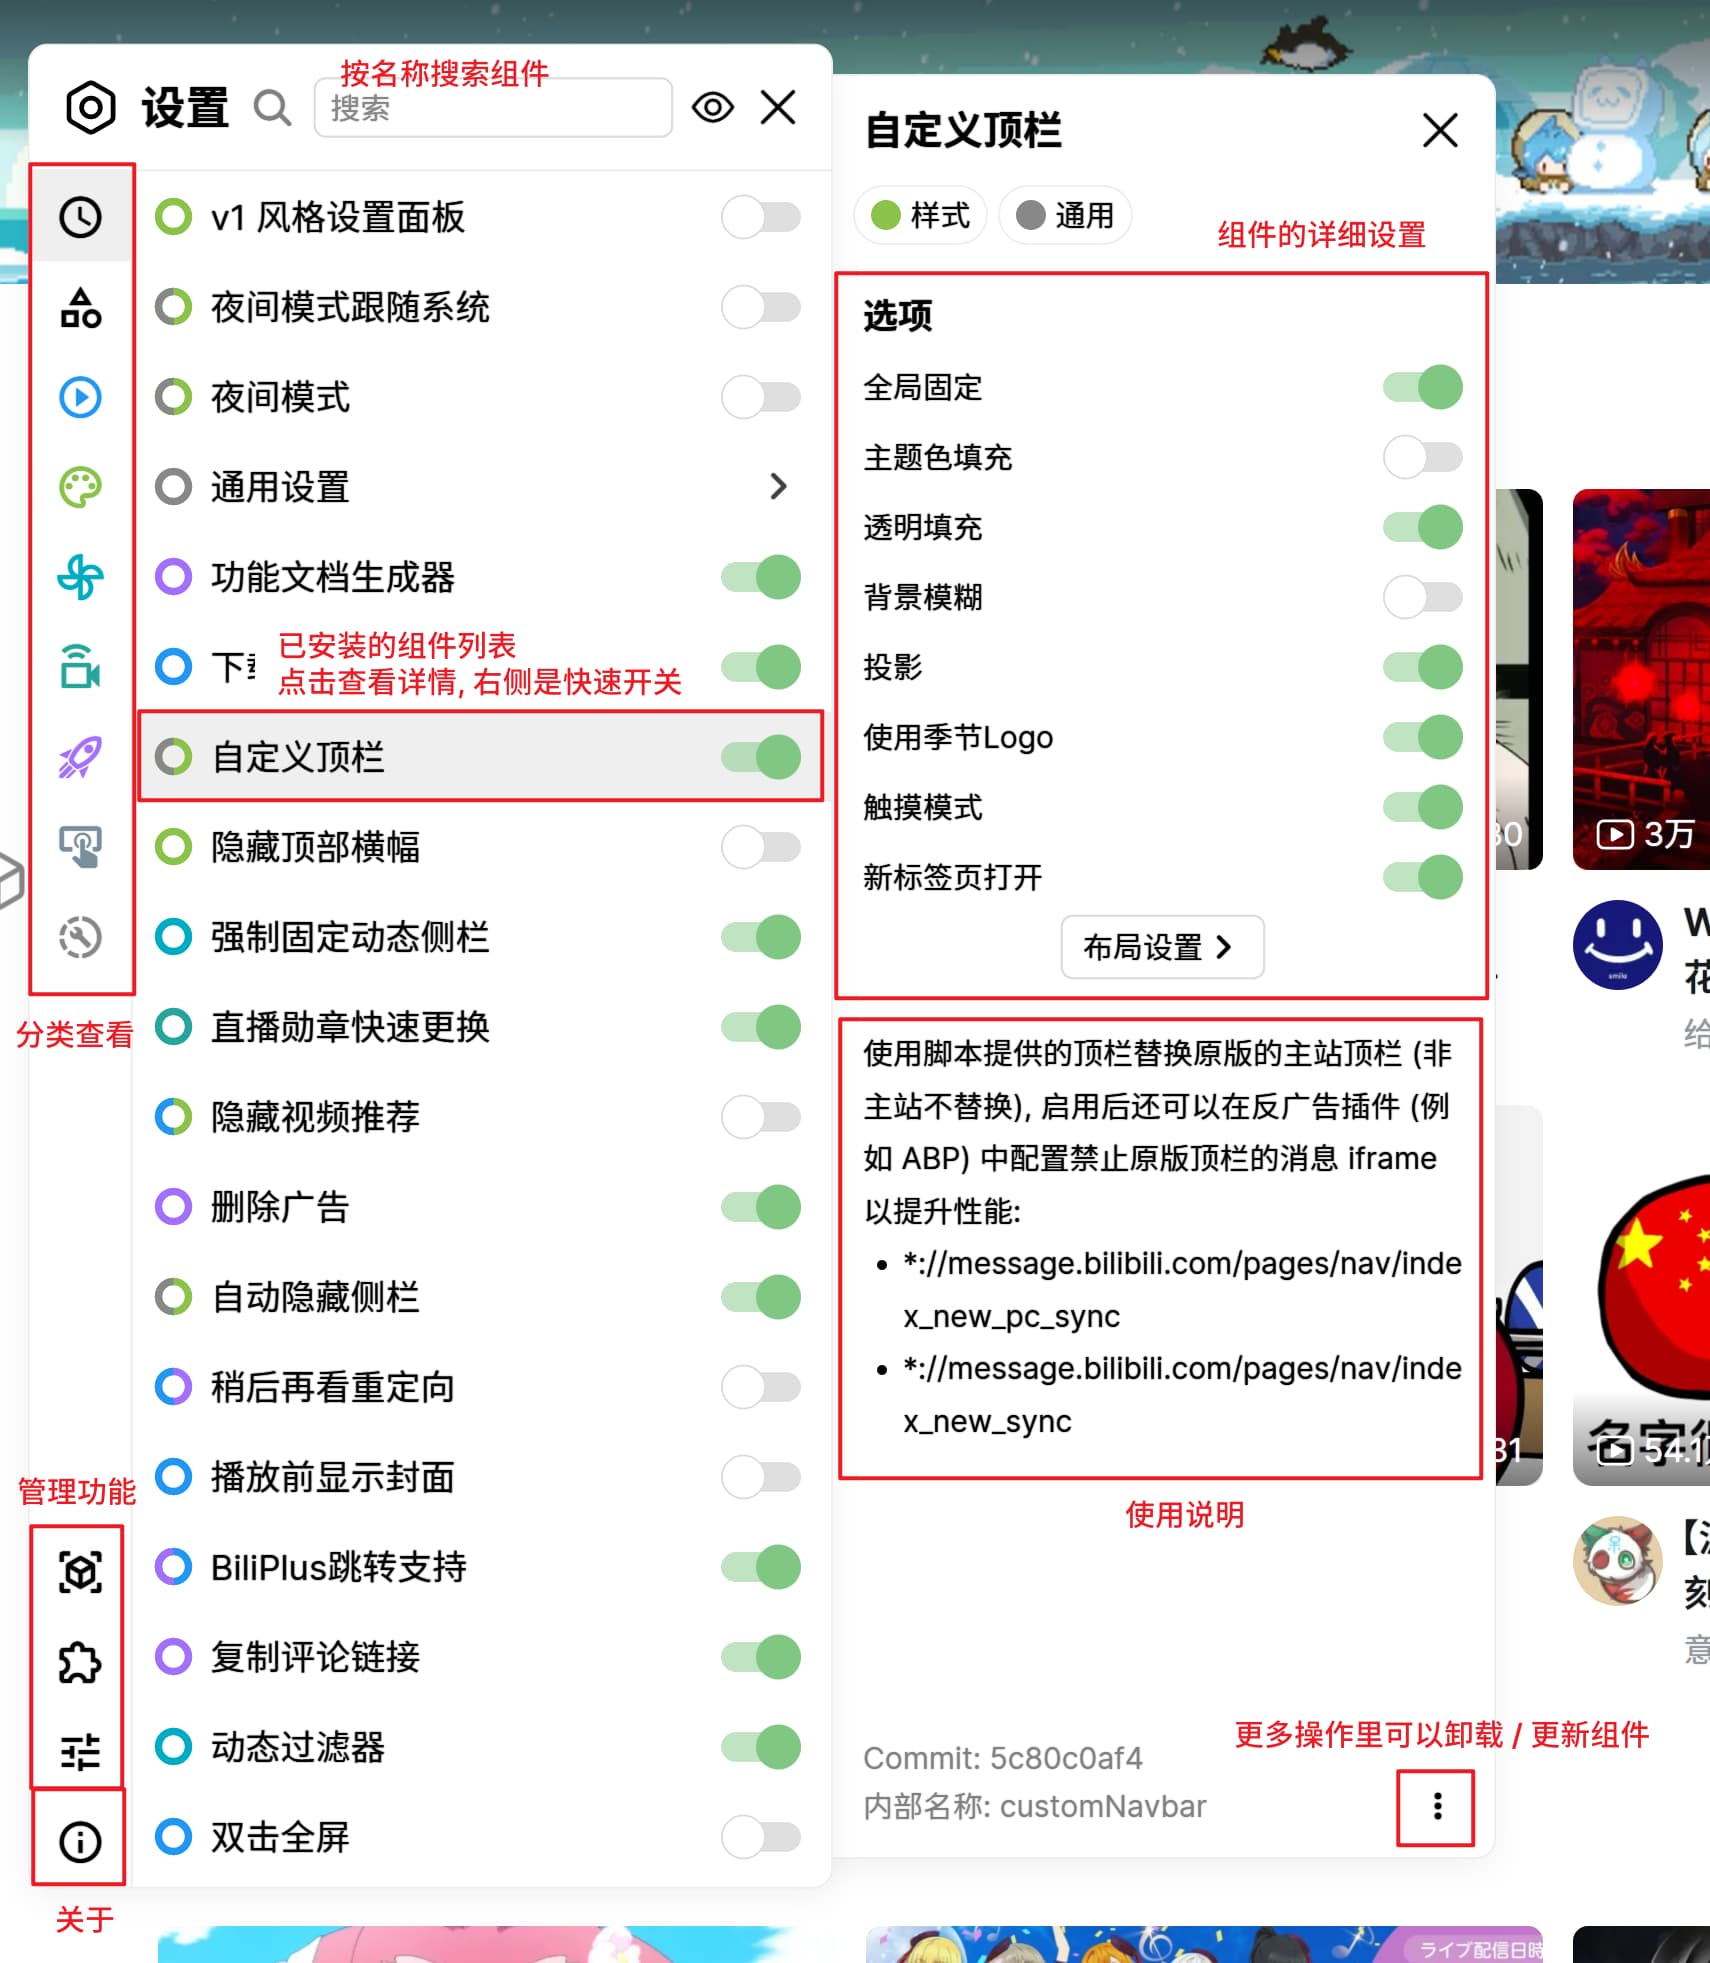 按名称搜索组件
设置
搜索
v1 风格设置面板
夜间模式跟随系统
夜间模式
通用设置
功能文档生成器
下
已安装的组件列表
点击查看详情, 右侧是快速开关
自定义顶栏
隐藏顶部横幅
强制固定动态侧栏
直播勋章快速更换
隐藏视频推荐
删除广告
自动隐藏侧栏
稍后再看重定向
播放前显示封面
BiliPlus跳转支持
复制评论链接
动态过滤器
双击全屏
分类查看
管理功能
关于
自定义顶栏
样式
通用
组件的详细设置
选项
全局固定
主题色填充
透明填充
背景模糊
投影
使用季节Logo
触摸模式
新标签页打开
布局设置
使用脚本提供的顶栏替换原版的主站顶栏 (非
主站不替换), 启用后还可以在反广告插件 (例
如 ABP) 中配置禁止原版顶栏的消息 iframe
以提升性能:
• *://message.bilibili.com/pages/nav/inde
x_new_pc_sync
• *://message.bilibili.com/pages/nav/inde
x_new_sync
使用说明
更多操作里可以卸载 / 更新组件
Commit: 5c80c0af4
内部名称: customNavbar
3万
smile
花
给
31
名字
54.1
刻
意
ライブ配信日時